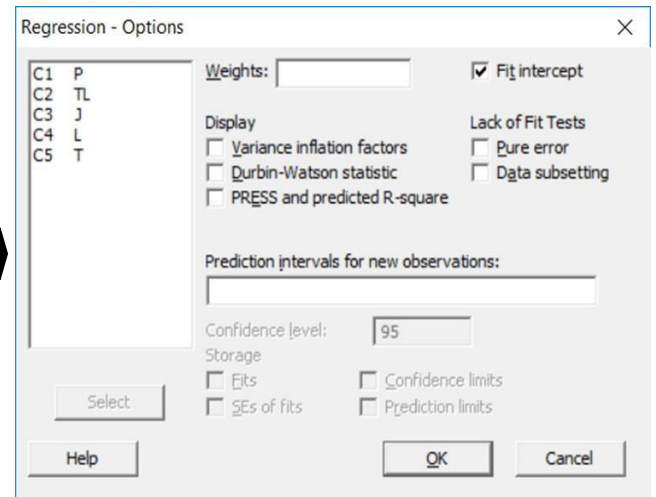 Regression - Options
C1 P
C2 TL
C3 J
C4 L
C5 T
Weights:
Fit intercept
Display
Lack of Fit Tests
Variance inflation factors
Pure error
Durbin-Watson statistic
Data subsetting
PRESS and predicted R-square
Prediction intervals for new observations:
Confidence level: 95
Storage
Fits
Confidence limits
Select
SEs of fits
Prediction limits
Help
OK
Cancel